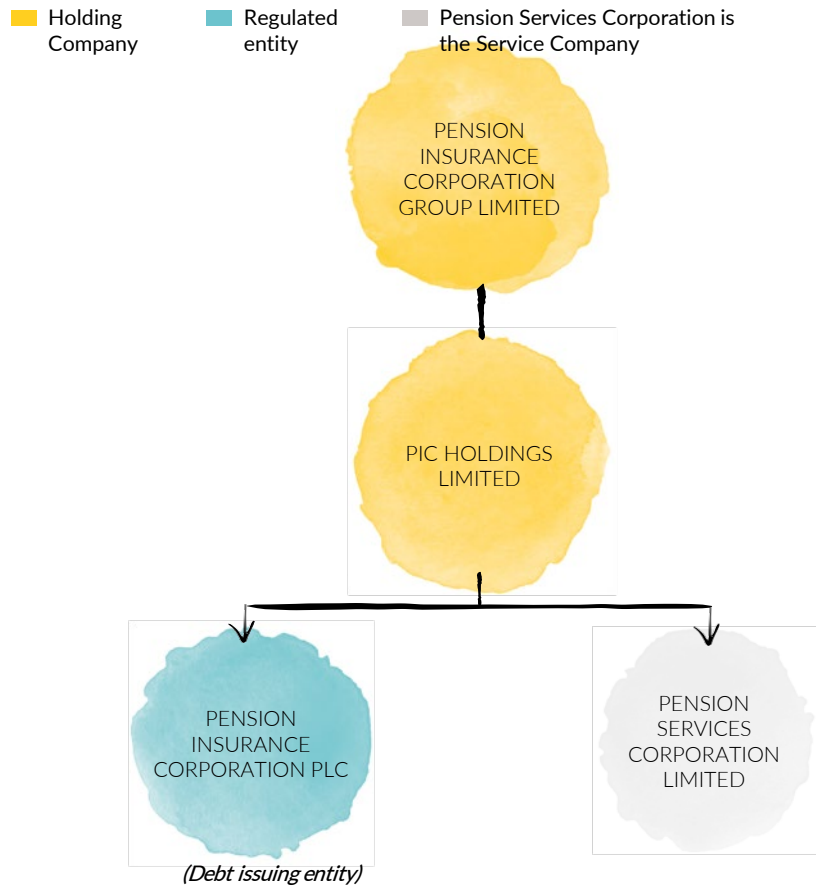 Holding
Company
Regulated
entity
Pension Services Corporation is
the Service Company
PENSION
INSURANCE
CORPORATION
GROUP LIMITED
PIC HOLDINGS
LIMITED
PENSION
INSURANCE
CORPORATION PLC
(Debt issuing entity)
PENSION
SERVICES
CORPORATION
LIMITED